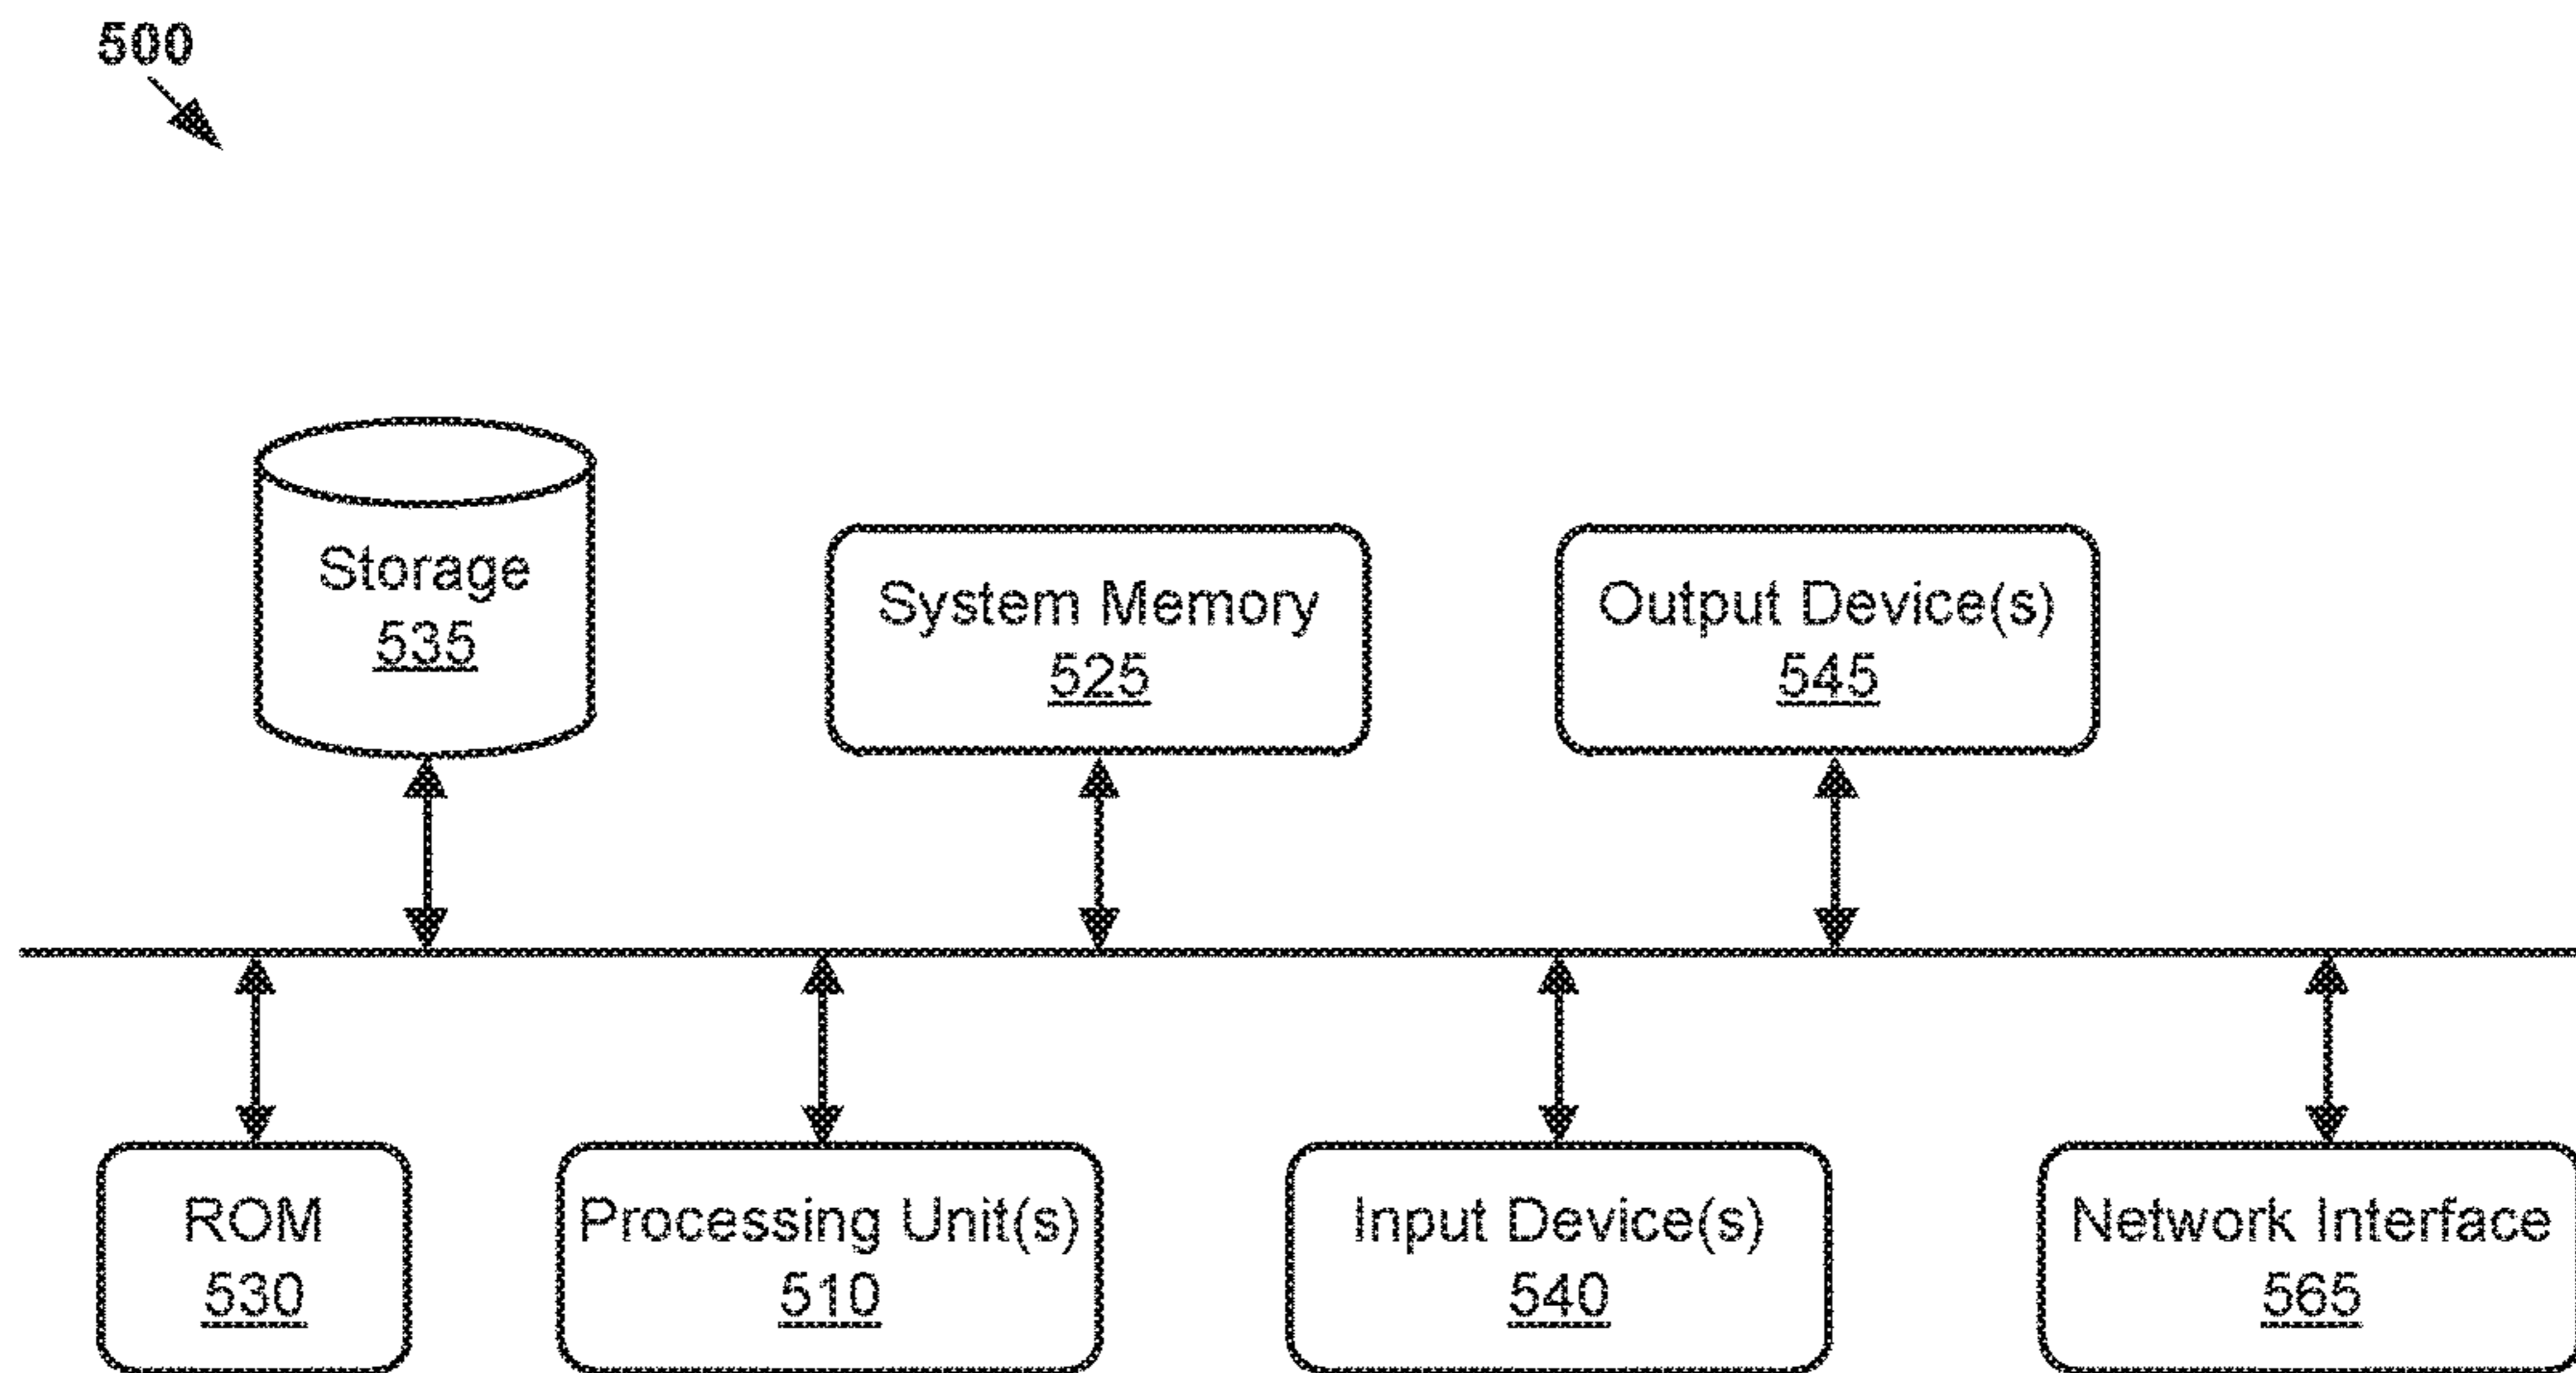 500
Storage
535
System Memory
525
Output Device(s)
545
ROM
530
Processing Unit(s)
510
Input Device(s)
540
Network Interface
565